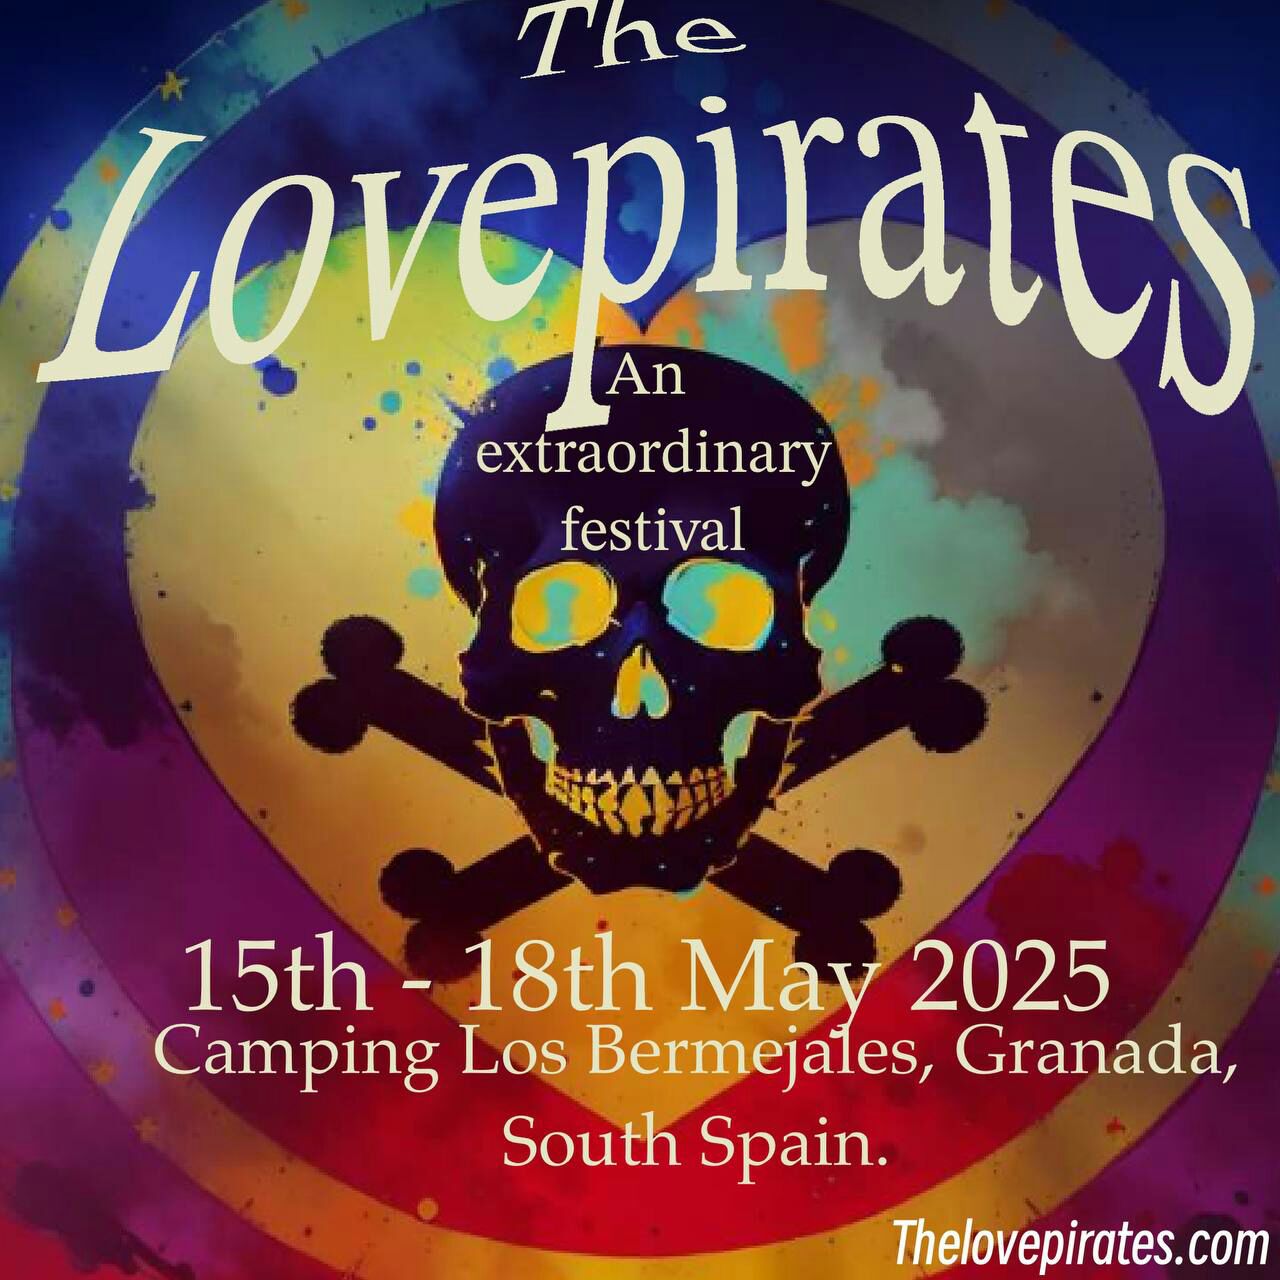 The
Lovepirates
An
extraordinary
festival
15th - 18th May 2025
Camping Los Bermejales, Granada,
South Spain.
Thelovepirates.com